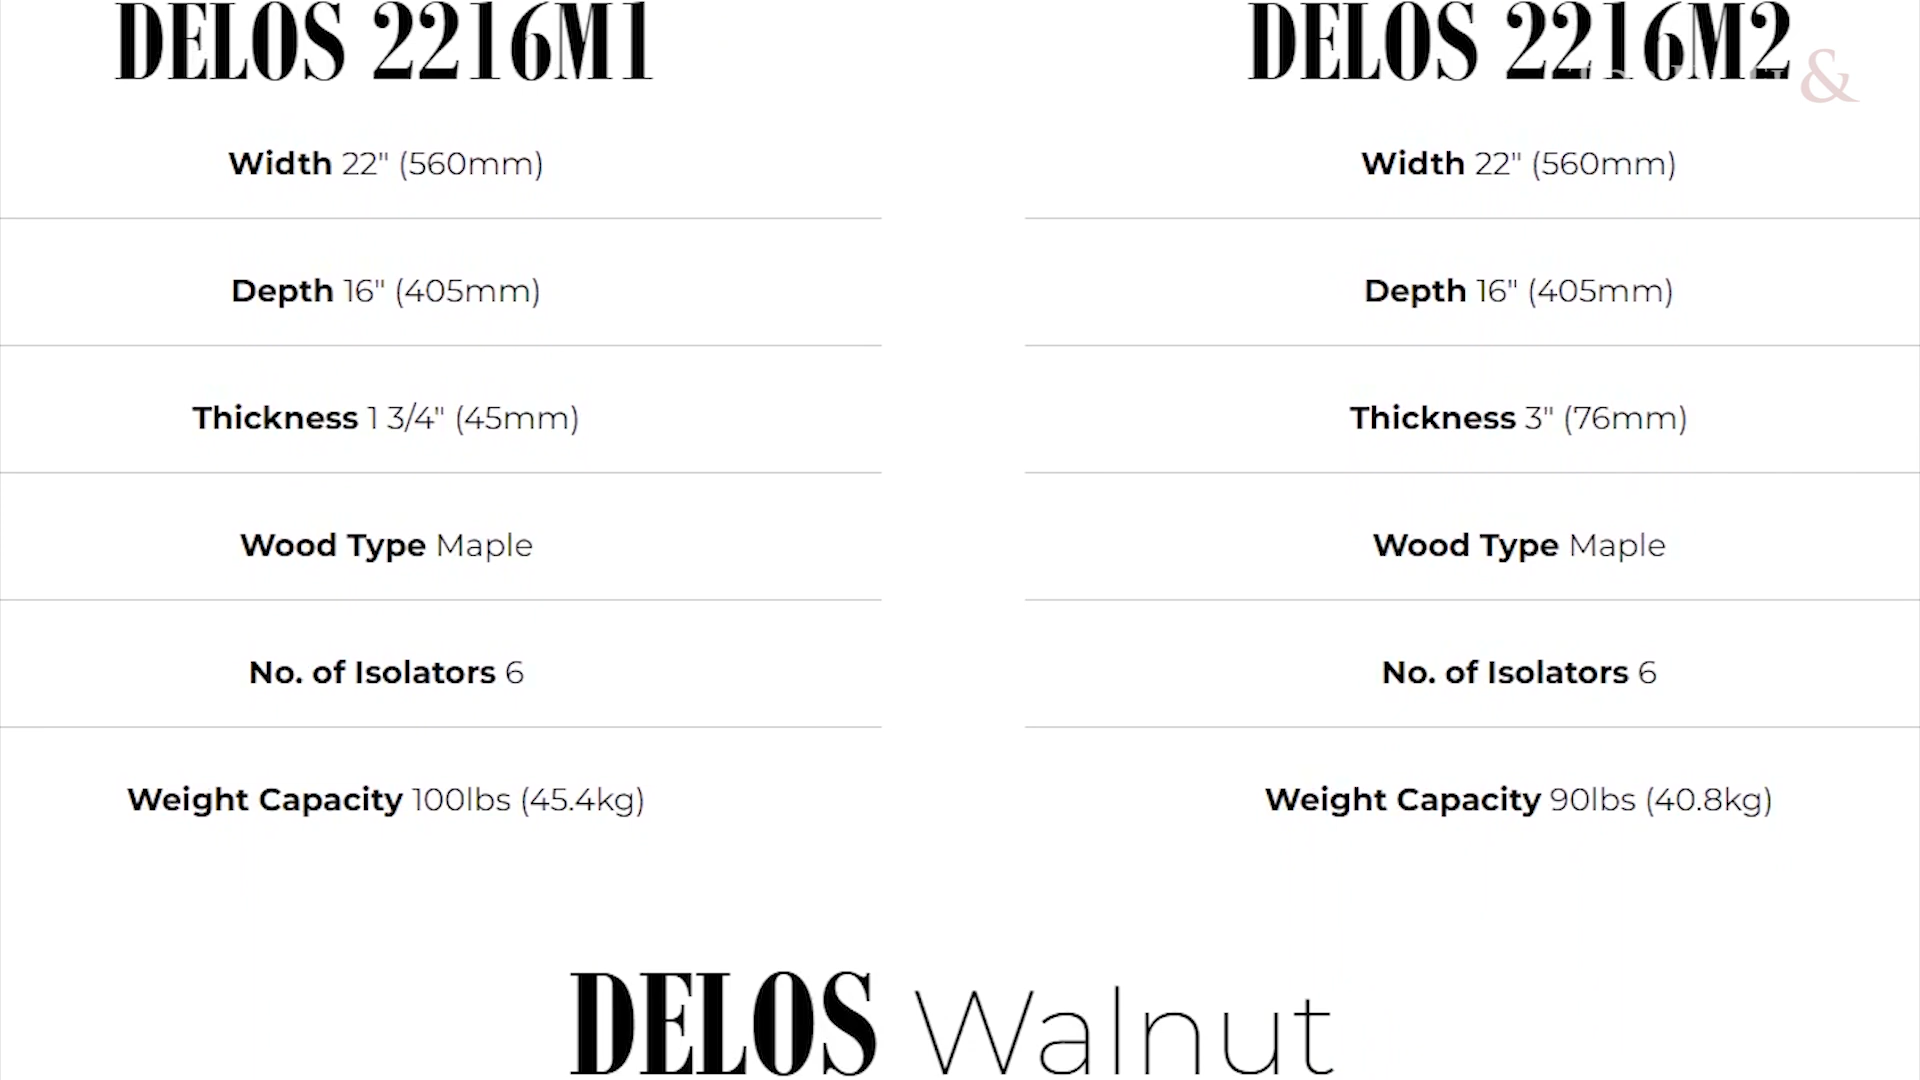 DELOS 2216M1
Width 22" (560mm)
Depth 16" (405mm)
Thickness 1 3/4" (45mm)
Wood Type Maple
No. of Isolators 6
Weight Capacity 100lbs (45.4kg)
DELOS 2216M2
&
Width 22" (560mm)
Depth 16" (405mm)
Thickness 3" (76mm)
Wood Type Maple
No. of Isolators 6
Weight Capacity 90lbs (40.8kg)
DELOS Walnut